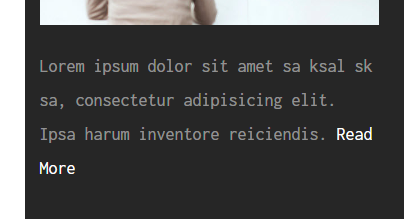 Lorem ipsum dolor sit amet sa ksal sk
sa, consectetur adipisicing elit.
Ipsa harum inventore reiciendis. Read
More